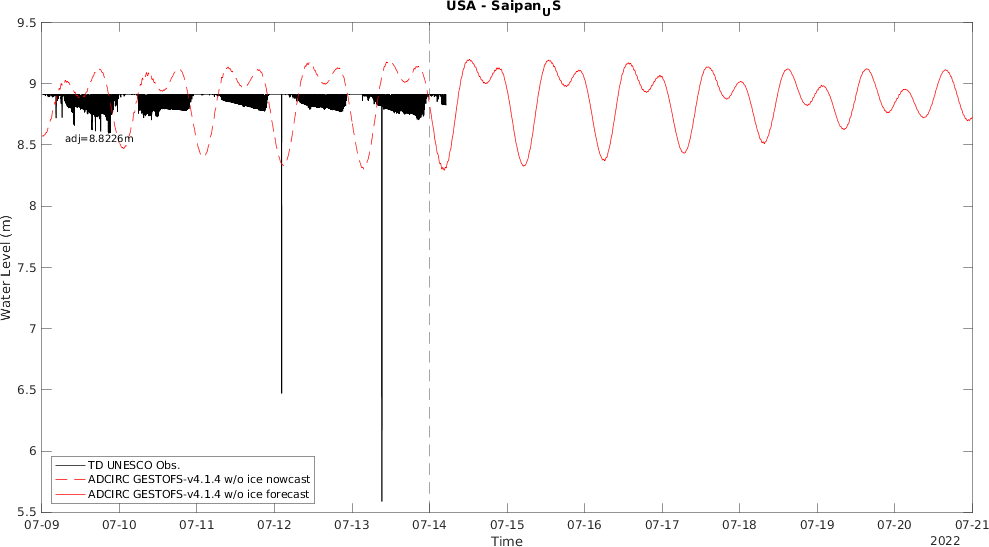 USA - Saipan_US
9.5
9
8.5
8
7.5
7
6.5
6
5.5
Water Level (m)
adj=8.8226m
TD UNESCO Obs.
ADCIRC GESTOFS-v4.1.4 w/o ice nowcast
ADCIRC GESTOFS-v4.1.4 w/o ice forecast
07-09 07-10 07-11 07-12 07-13 07-14 07-15 07-16 07-17 07-18 07-19 07-20 07-21
Time
2022